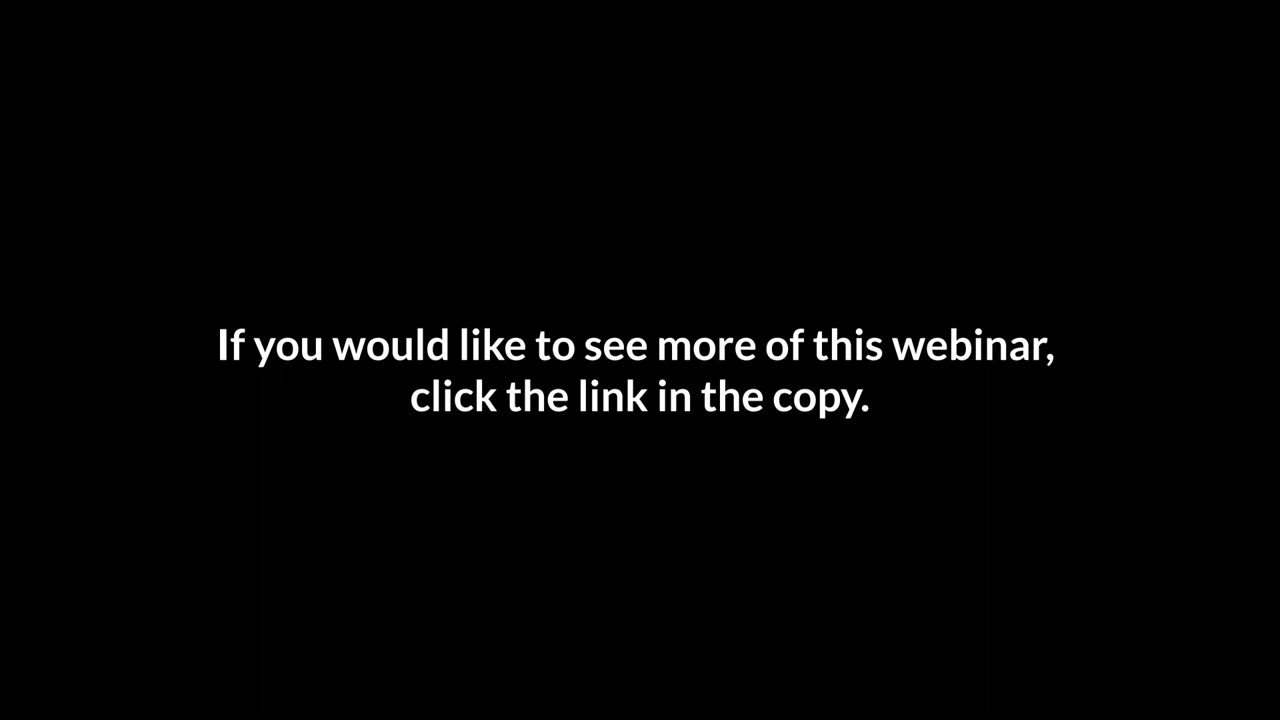 If you would like to see more of this webinar,
click the link in the copy.